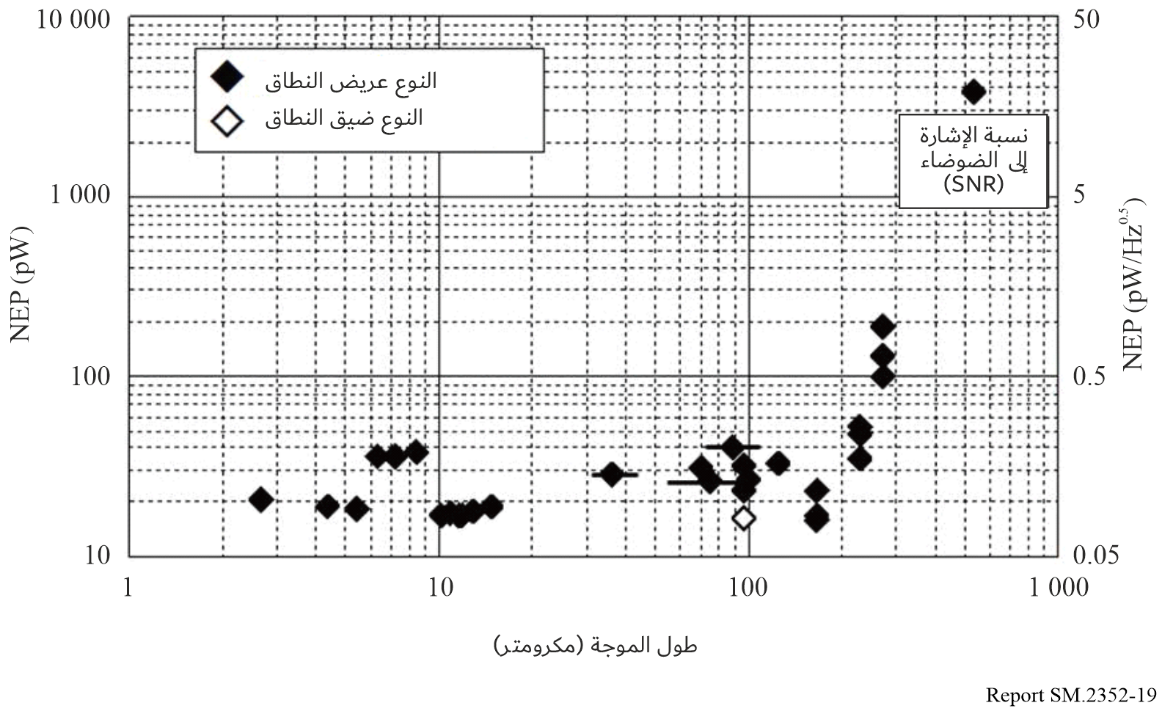 10 000
1 000
100
10
NEP (pW)
النوع عريض النطاق
النوع ضيق النطاق
نسبة الإشارة
إلى الضوضاء
(SNR)
50
5
0.5
0.05
NEP (pW/Hz^0.5)
1
10
100
1 000
طول الموجة (مكرومتر)
Report SM.2352-19